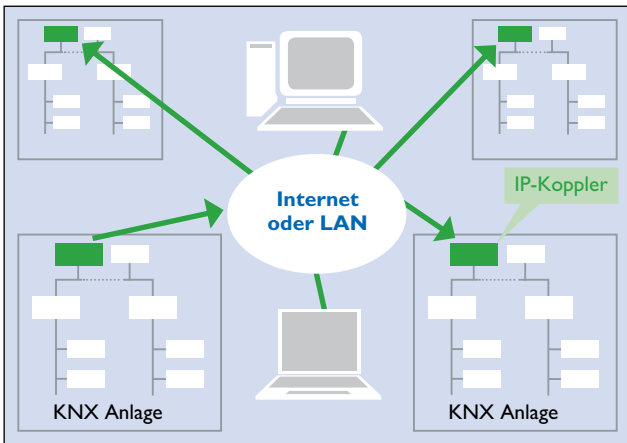 Internet
oder LAN
IP-Koppler
KNX Anlage
KNX Anlage